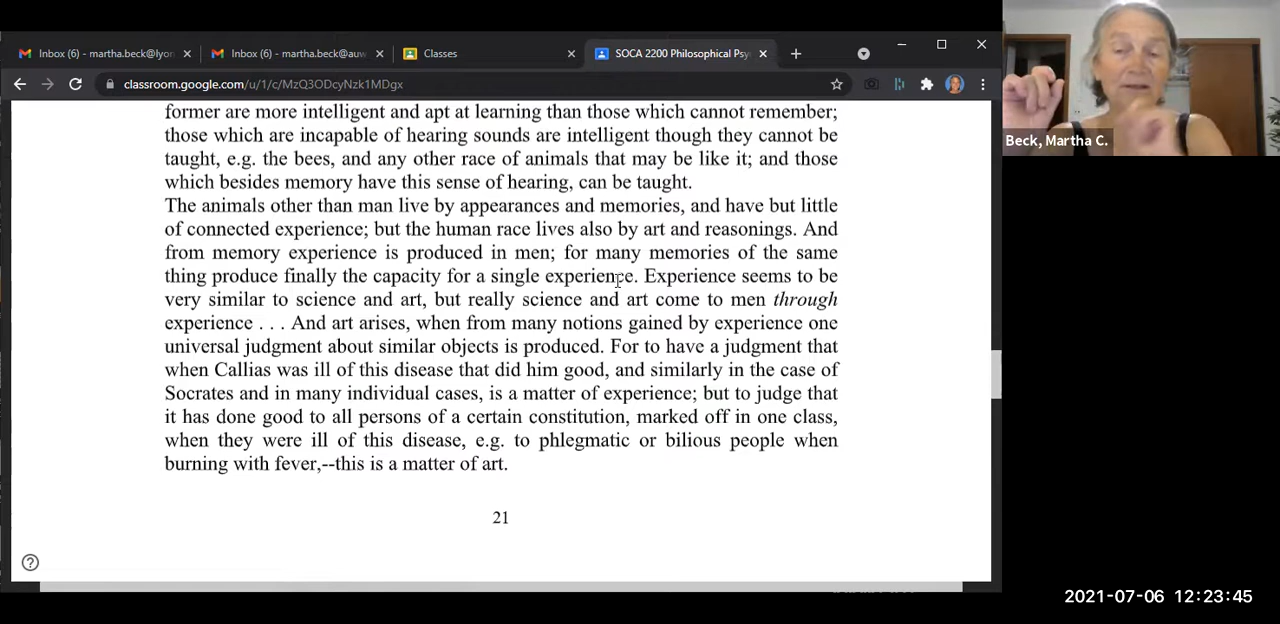 Inbox (6) - martha.beck@lyon
Inbox (6) - martha.beck@auw
Classes
SOCA 2200 Philosophical Psy
classroom.google.com/u/1/c/MzQ3ODcyNzk1MDgx
Beck, Martha C.
former are more intelligent and apt at learning than those which cannot remember;
those which are incapable of hearing sounds are intelligent though they cannot be
taught, e.g. the bees, and any other race of animals that may be like it; and those
which besides memory have this sense of hearing, can be taught.
The animals other than man live by appearances and memories, and have but little
of connected experience; but the human race lives also by art and reasonings. And
from memory experience is produced in men; for many memories of the same
thing produce finally the capacity for a single experience. Experience seems to be
very similar to science and art, but really science and art come to men through
experience . . . And art arises, when from many notions gained by experience one
universal judgment about similar objects is produced. For to have a judgment that
when Callias was ill of this disease that did him good, and similarly in the case of
Socrates and in many individual cases, is a matter of experience; but to judge that
it has done good to all persons of a certain constitution, marked off in one class,
when they were ill of this disease, e.g. to phlegmatic or bilious people when
burning with fever,--this is a matter of art.
21
2021-07-06 12:23:45